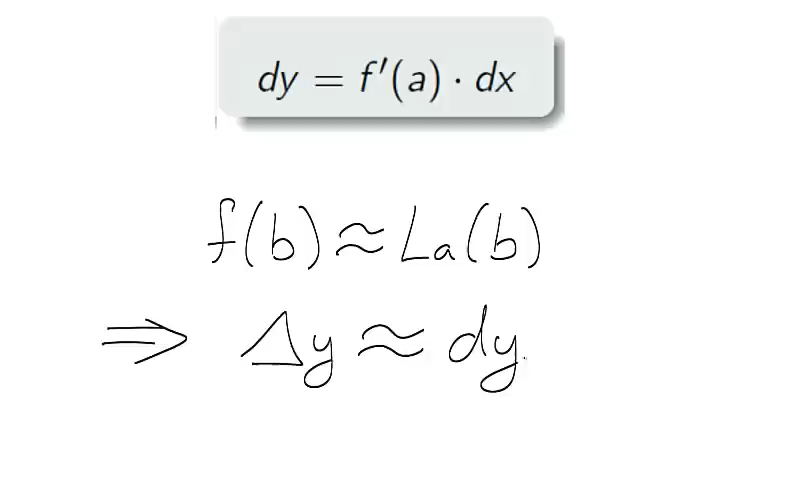 dy = f′(a) · dx
f(b) ≈ La(b)
⇒ Δy ≈ dy.